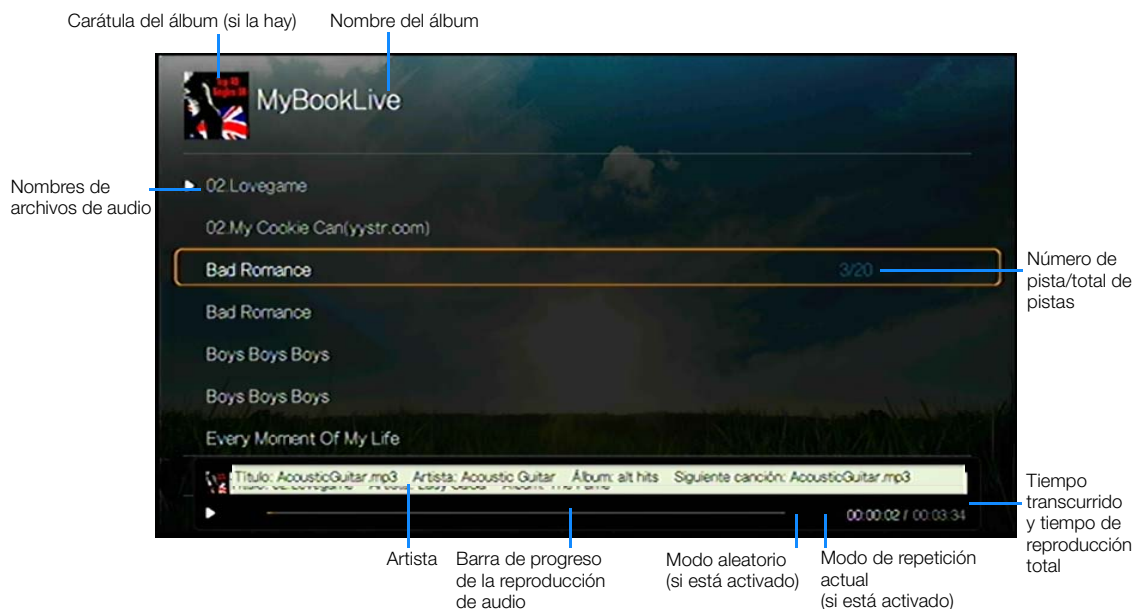 Carátula del álbum (si la hay)
Nombre del álbum
MyBookLive
Nombres de
archivos de audio
02.Lovegame
02.My Cookie Can(yystr.com)
Bad Romance
3/20
Número de
pista/total de
pistas
Bad Romance
Boys Boys Boys
Boys Boys Boys
Every Moment Of My Life
Título: AcousticGuitar.mp3 Artista: Acoustic Guitar Álbum: alt hits Siguiente canción: AcousticGuitar.mp3
00:00:02 / 00:03:34
Tiempo
transcurrido
y tiempo de
reproducción
total
Artista
Barra de progreso
de la reproducción
de audio
Modo aleatorio
(si está activado)
Modo de repetición
actual
(si está activado)